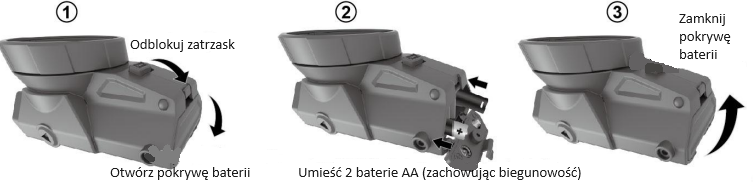 1
Odblokuj zatrzask
Otwórz pokrywę baterii
2
Umieść 2 baterie AA (zachowując biegunowość)
3
Zamknij
pokrywę
baterii